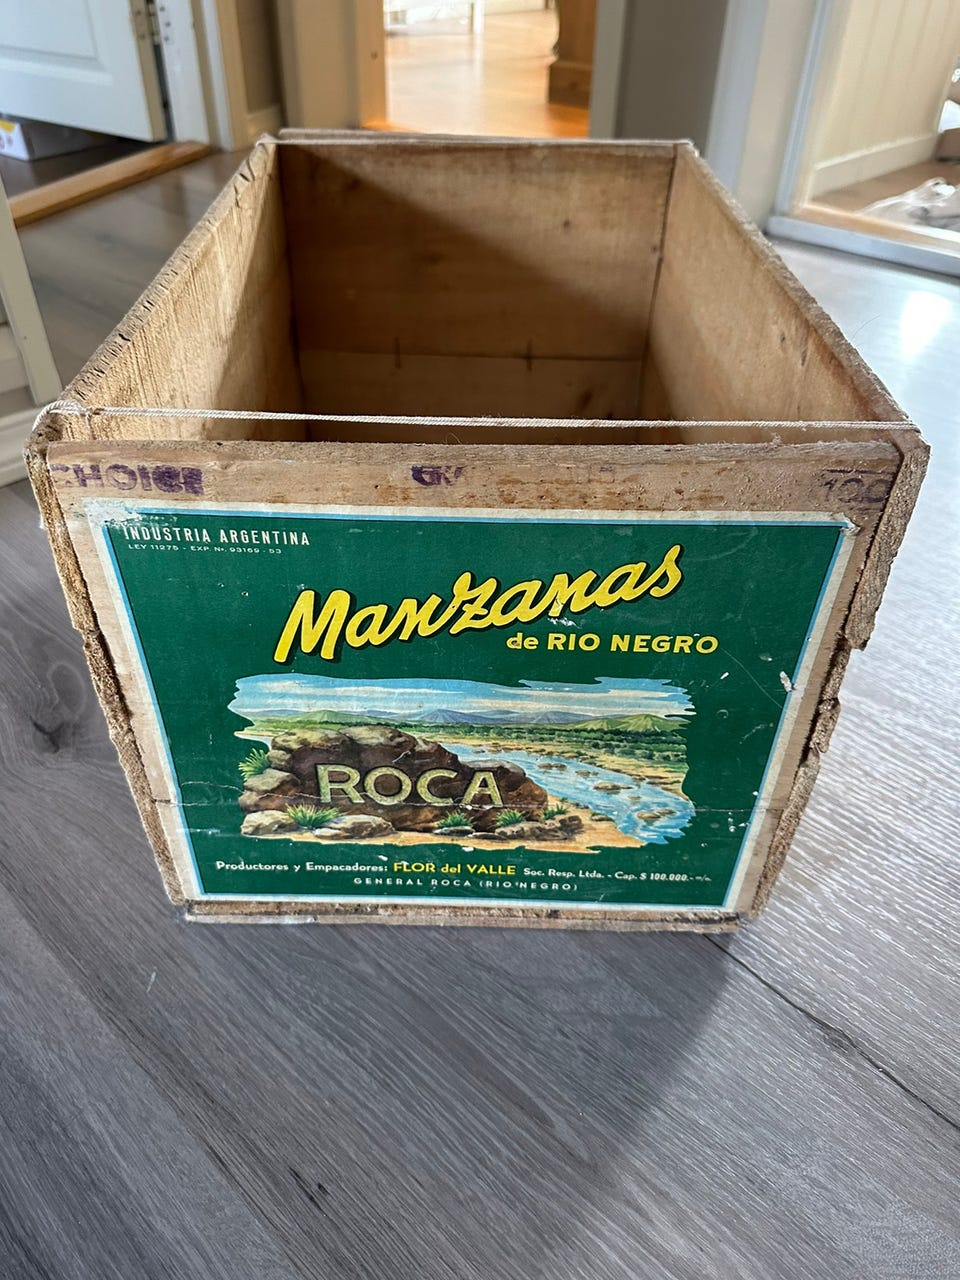 CHOICE
100
INDUSTRIA ARGENTINA
LEY 11275 - EXP. Nº. 93169 - 53
Manzanas
de RIO NEGRO
ROCA
Productores y Empacadores: FLOR del VALLE Soc. Resp. Ltda. - Cap. $ 100.000.- m/n.
GENERAL ROCA (RIO NEGRO)